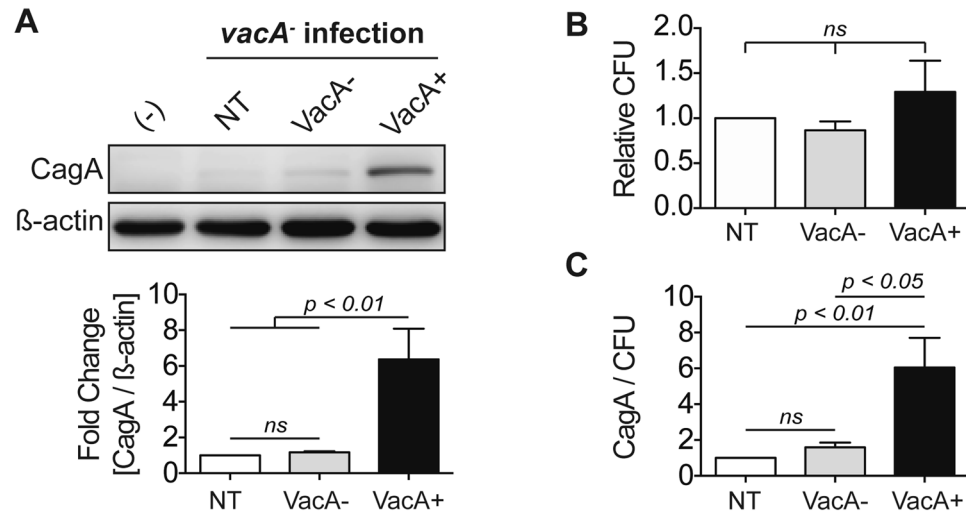 A
vacA- infection
(-)
NT
VacA-
VacA+
CagA
ß-actin
Fold Change
[CagA / ß-actin]
10
8
6
4
2
0
p < 0.01
ns
NT
VacA-
VacA+
B
Relative CFU
2.0
1.5
1.0
0.5
0.0
ns
NT
VacA-
VacA+
C
CagA / CFU
10
8
6
4
2
0
p < 0.05
p < 0.01
ns
NT
VacA-
VacA+